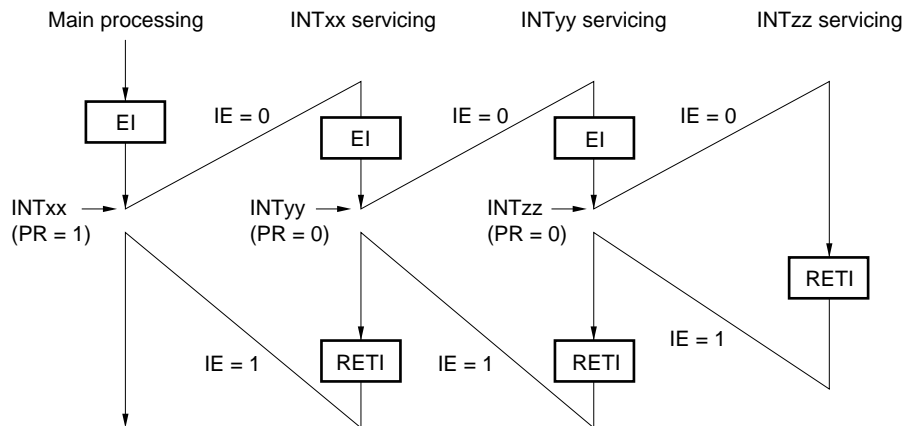 Main processing INTxx servicing INTyy servicing INTzz servicing
EI IE = 0 EI IE = 0 EI IE = 0
INTxx INTyy INTzz
(PR = 1) (PR = 0) (PR = 0)
RETI
IE = 1 RETI IE = 1 RETI IE = 1